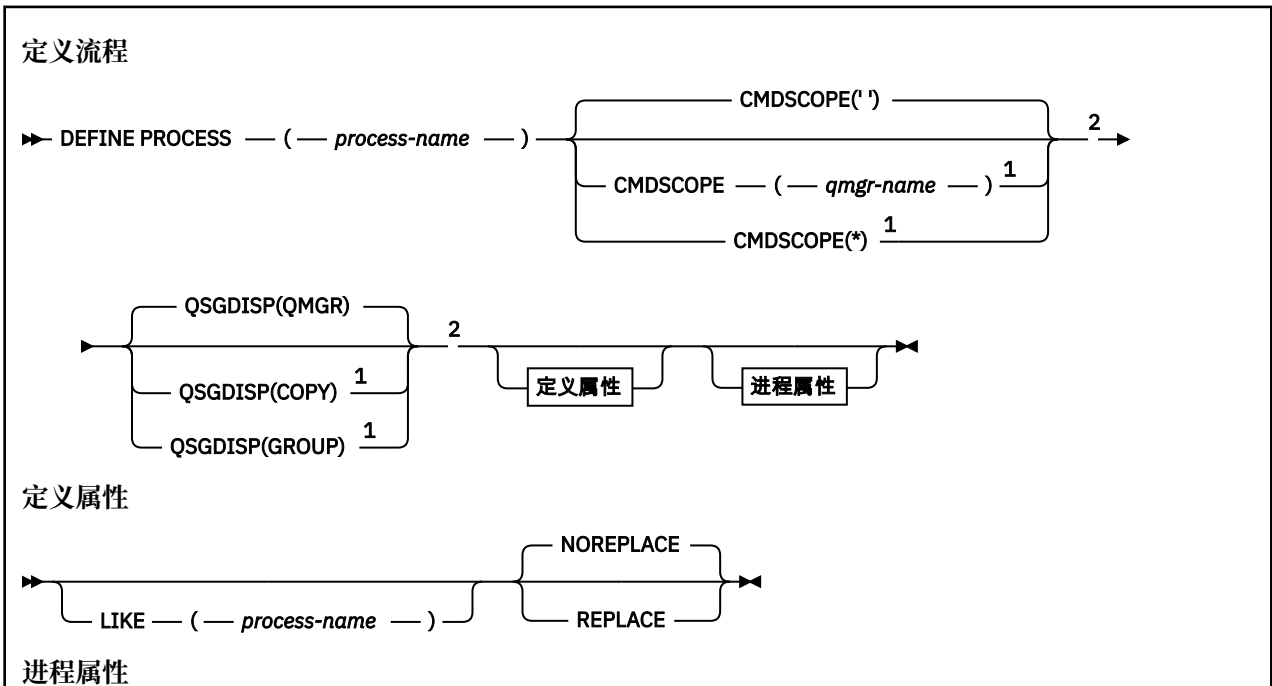 定义流程
CMDSCOPE(' ')
DEFINE PROCESS ( process-name ) 2
CMDSCOPE ( qmgr-name ) 1
CMDSCOPE(*) 1
QSGDISP(QMGR)
2
QSGDISP(COPY) 1 定义属性 进程属性
QSGDISP(GROUP) 1
定义属性
NOREPLACE
LIKE ( process-name ) REPLACE
进程属性